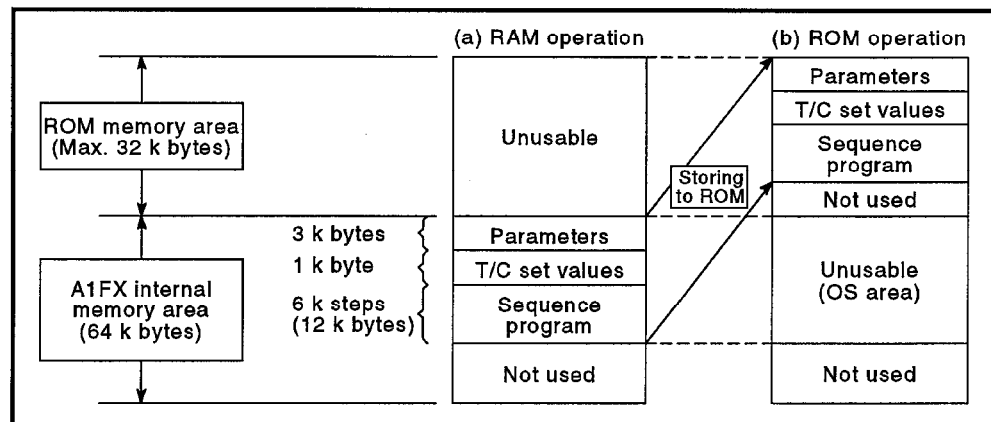 (a) RAM operation
(b) ROM operation
ROM memory area
(Max. 32 k bytes)
A1FX internal
memory area
(64 k bytes)
3 k bytes
1 k byte
6 k steps
(12 k bytes)
Unusable
Parameters
T/C set values
Sequence
program
Not used
Storing
to ROM
Parameters
T/C set values
Sequence
program
Not used
Unusable
(OS area)
Not used